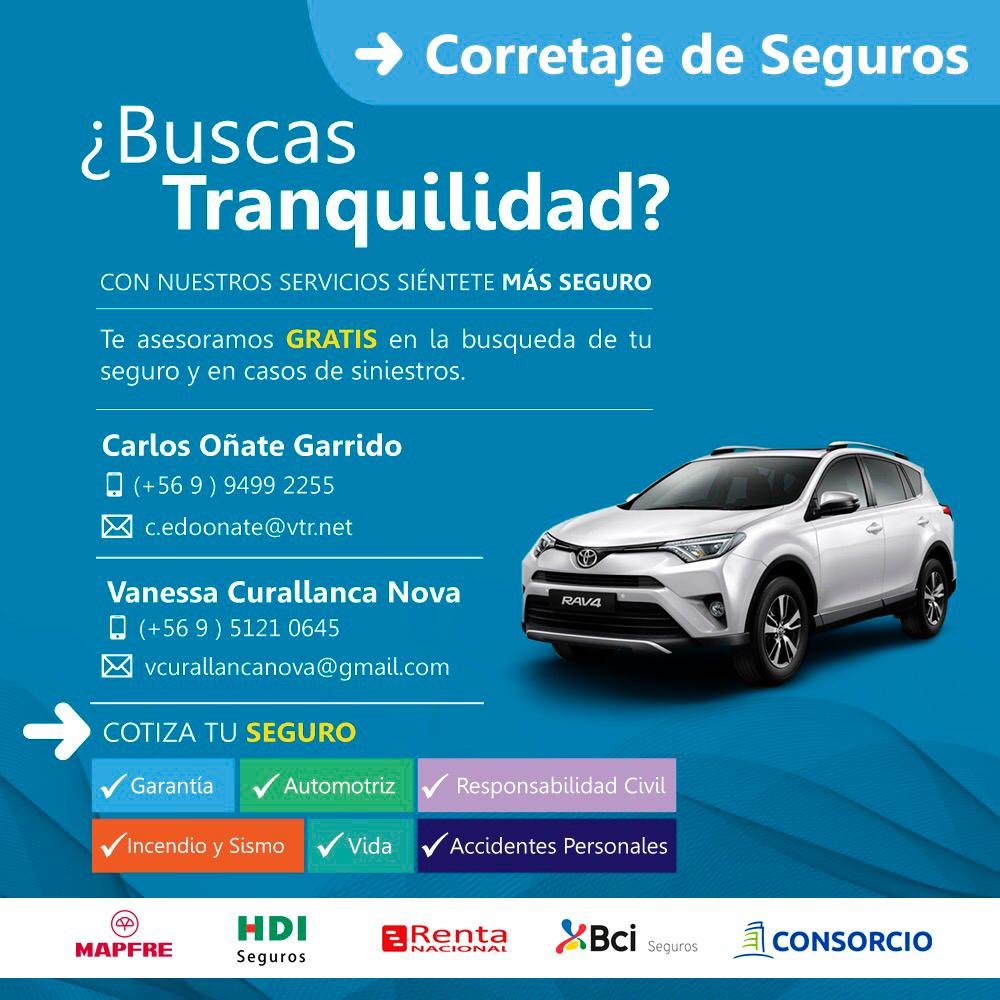 Corretaje de Seguros
¿Buscas
Tranquilidad?
CON NUESTROS SERVICIOS SIÉNTETE MÁS SEGURO
Te asesoramos GRATIS en la busqueda de tu
seguro y en casos de siniestros.
Carlos Oñate Garrido
(+56 9 ) 9499 2255
c.edoonate@vtr.net
Vanessa Curallanca Nova
(+56 9 ) 5121 0645
vcurallancanova@gmail.com
RAV4
COTIZA TU SEGURO
Garantía Automotriz Responsabilidad Civil
Incendio y Sismo Vida Accidentes Personales
MAPFRE
HDI
Seguros
Renta
NACIONAL
Bci Seguros
CONSORCIO